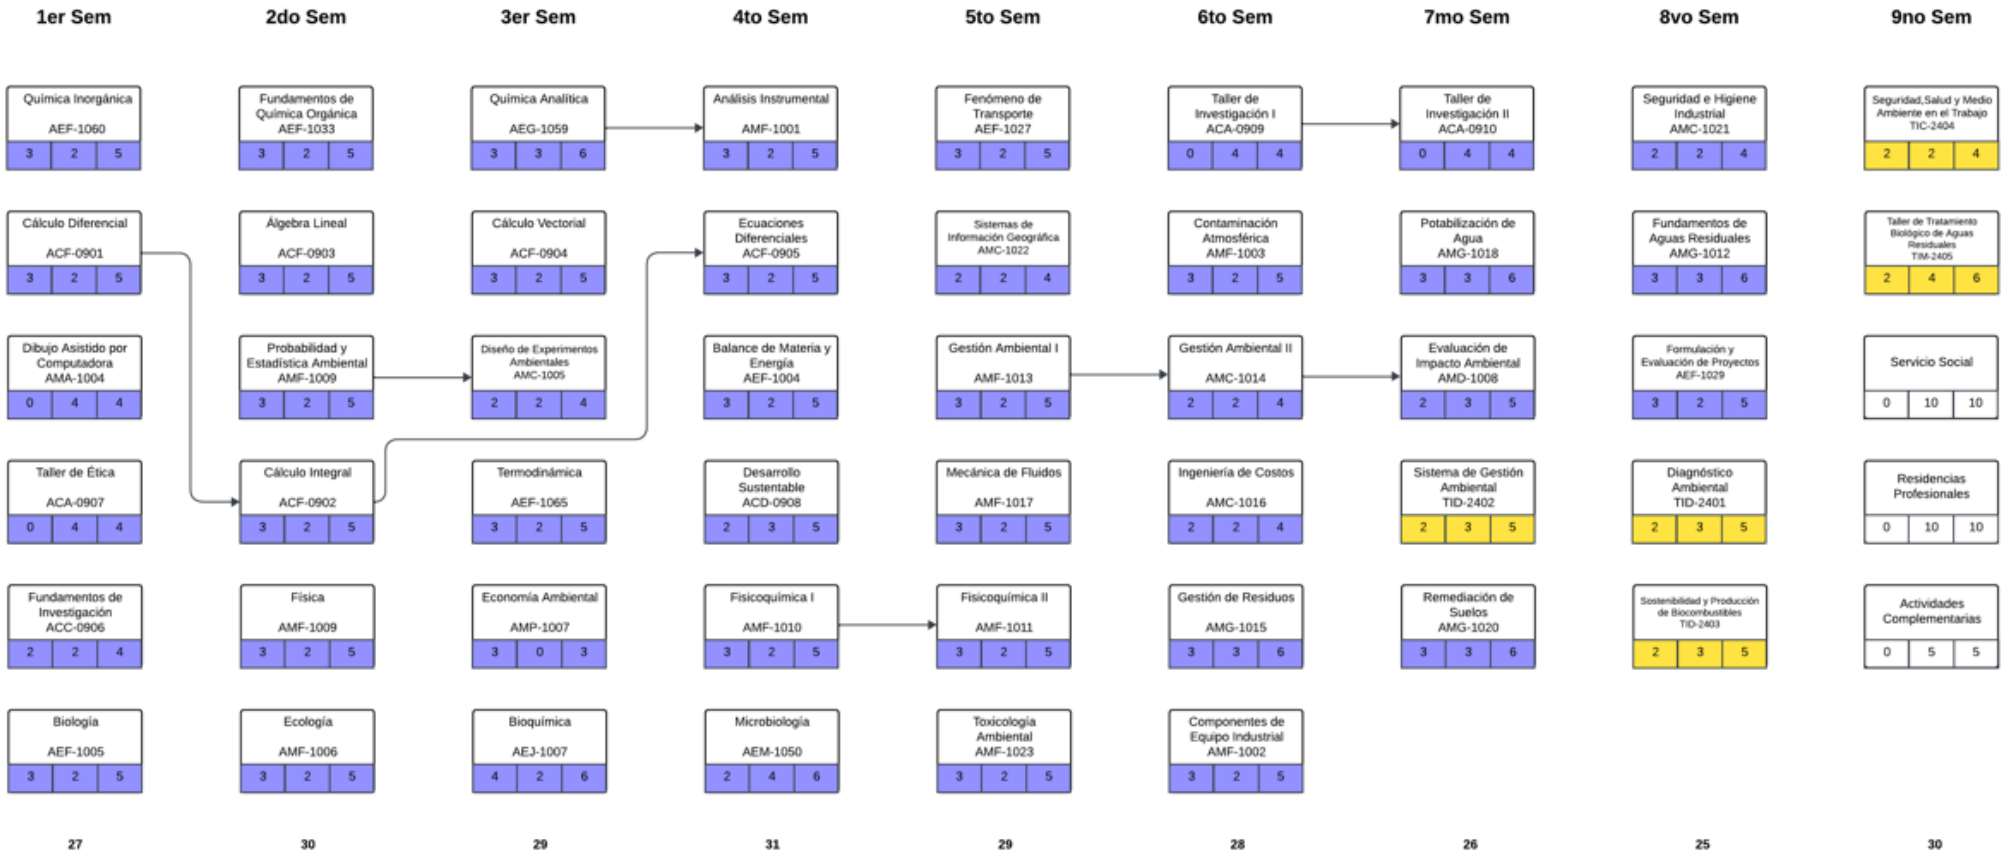 1er Sem 2do Sem 3er Sem 4to Sem 5to Sem 6to Sem 7mo Sem 8vo Sem 9no Sem
Química Inorgánica
AEF-1060
3 2 5
Fundamentos de
Química Orgánica
AEF-1033
3 2 5
Química Analítica
AEG-1059
3 3 6
Análisis Instrumental
AMF-1001
3 2 5
Fenómeno de
Transporte
AEF-1027
3 2 5
Taller de
Investigación I
ACA-0909
0 4 4
Taller de
Investigación II
ACA-0910
0 4 4
Seguridad e Higiene
Industrial
AMC-1021
2 2 4
Seguridad,Salud y Medio
Ambiente en el Trabajo
TIC-2404
2 2 4
Cálculo Diferencial
ACF-0901
3 2 5
Álgebra Lineal
ACF-0903
3 2 5
Cálculo Vectorial
ACF-0904
3 2 5
Ecuaciones
Diferenciales
ACF-0905
3 2 5
Sistemas de
Información Geográfica
AMC-1022
2 2 4
Contaminación
Atmosférica
AMF-1003
3 2 5
Potabilización de
Agua
AMG-1018
3 3 6
Fundamentos de
Aguas Residuales
AMG-1012
3 3 6
Taller de Tratamiento
Biológico de Aguas
Residuales
TIM-2405
2 4 6
Dibujo Asistido por
Computadora
AMA-1004
0 4 4
Probabilidad y
Estadística Ambiental
AMF-1009
3 2 5
Diseño de Experimentos
Ambientales
AMC-1005
2 2 4
Balance de Materia y
Energía
AEF-1004
3 2 5
Gestión Ambiental I
AMF-1013
3 2 5
Gestión Ambiental II
AMC-1014
2 2 4
Evaluación de
Impacto Ambiental
AMD-1008
2 3 5
Formulación y
Evaluación de Proyectos
AEF-1029
3 2 5
Servicio Social
0 10 10
Taller de Ética
ACA-0907
0 4 4
Cálculo Integral
ACF-0902
3 2 5
Termodinámica
AEF-1065
3 2 5
Desarrollo
Sustentable
ACD-0908
2 3 5
Mecánica de Fluidos
AMF-1017
3 2 5
Ingeniería de Costos
AMC-1016
2 2 4
Sistema de Gestión
Ambiental
TID-2402
2 3 5
Diagnóstico
Ambiental
TID-2401
2 3 5
Residencias
Profesionales
0 10 10
Fundamentos de
Investigación
ACC-0906
2 2 4
Física
AMF-1009
3 2 5
Economía Ambiental
AMP-1007
3 0 3
Fisicoquímica I
AMF-1010
3 2 5
Fisicoquímica II
AMF-1011
3 2 5
Gestión de Residuos
AMG-1015
3 3 6
Remediación de
Suelos
AMG-1020
3 3 6
Sostenibilidad y Producción
de Biocombustibles
TID-2403
2 3 5
Actividades
Complementarias
0 5 5
Biología
AEF-1005
3 2 5
Ecología
AMF-1006
3 2 5
Bioquímica
AEJ-1007
4 2 6
Microbiología
AEM-1050
2 4 6
Toxicología
Ambiental
AMF-1023
3 2 5
Componentes de
Equipo Industrial
AMF-1002
3 2 5
27 30 29 31 29 28 26 25 30